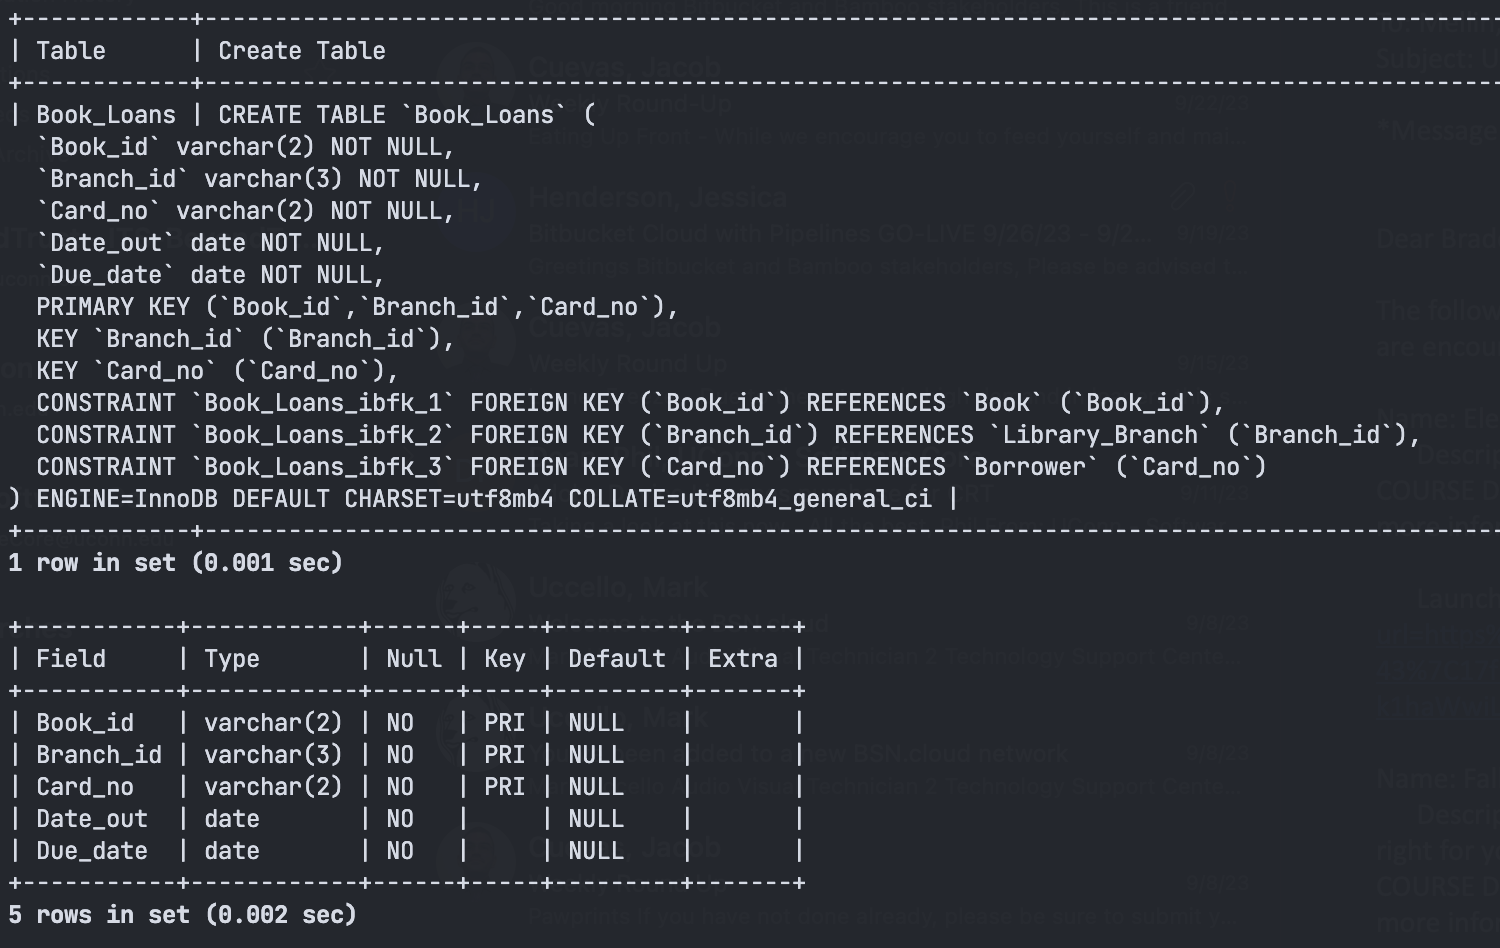 +-----------+--------------------------------------------------------------------------------------------
| Table      | Create Table
+-----------+--------------------------------------------------------------------------------------------
| Book_Loans | CREATE TABLE `Book_Loans` (
  `Book_id` varchar(2) NOT NULL,
  `Branch_id` varchar(3) NOT NULL,
  `Card_no` varchar(2) NOT NULL,
  `Date_out` date NOT NULL,
  `Due_date` date NOT NULL,
  PRIMARY KEY (`Book_id`,`Branch_id`,`Card_no`),
  KEY `Branch_id` (`Branch_id`),
  KEY `Card_no` (`Card_no`),
  CONSTRAINT `Book_Loans_ibfk_1` FOREIGN KEY (`Book_id`) REFERENCES `Book` (`Book_id`),
  CONSTRAINT `Book_Loans_ibfk_2` FOREIGN KEY (`Branch_id`) REFERENCES `Library_Branch` (`Branch_id`),
  CONSTRAINT `Book_Loans_ibfk_3` FOREIGN KEY (`Card_no`) REFERENCES `Borrower` (`Card_no`)
) ENGINE=InnoDB DEFAULT CHARSET=utf8mb4 COLLATE=utf8mb4_general_ci |
+-----------+--------------------------------------------------------------------------------------------
1 row in set (0.001 sec)
+-----------+------------+------+-----+---------+-------+
| Field     | Type       | Null | Key | Default | Extra |
+-----------+------------+------+-----+---------+-------+
| Book_id   | varchar(2) | NO   | PRI | NULL    |       |
| Branch_id | varchar(3) | NO   | PRI | NULL    |       |
| Card_no   | varchar(2) | NO   | PRI | NULL    |       |
| Date_out  | date       | NO   |     | NULL    |       |
| Due_date  | date       | NO   |     | NULL    |       |
+-----------+------------+------+-----+---------+-------+
5 rows in set (0.002 sec)